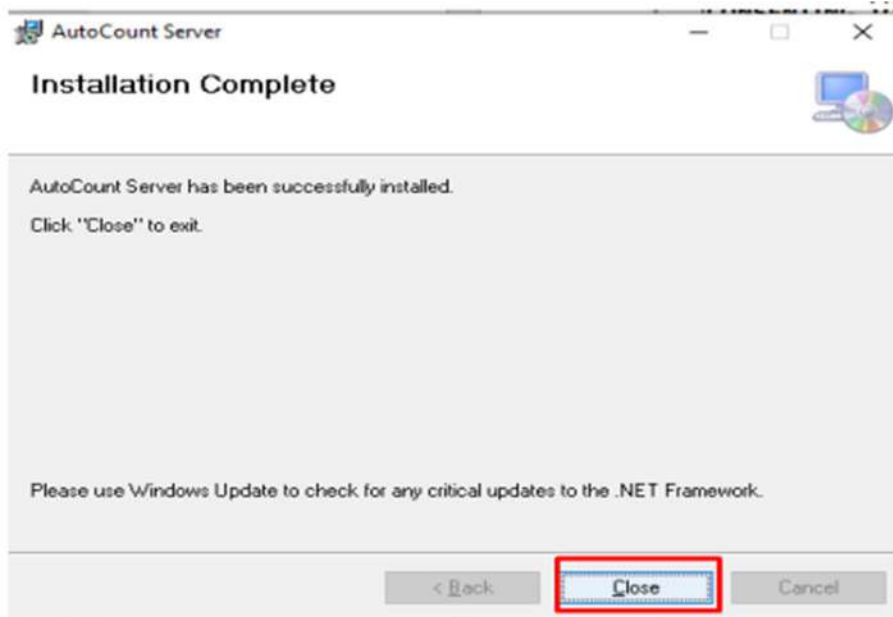 AutoCount Server
Installation Complete
AutoCount Server has been successfully installed.
Click "Close" to exit.
Please use Windows Update to check for any critical updates to the .NET Framework.
< Back
Close
Cancel